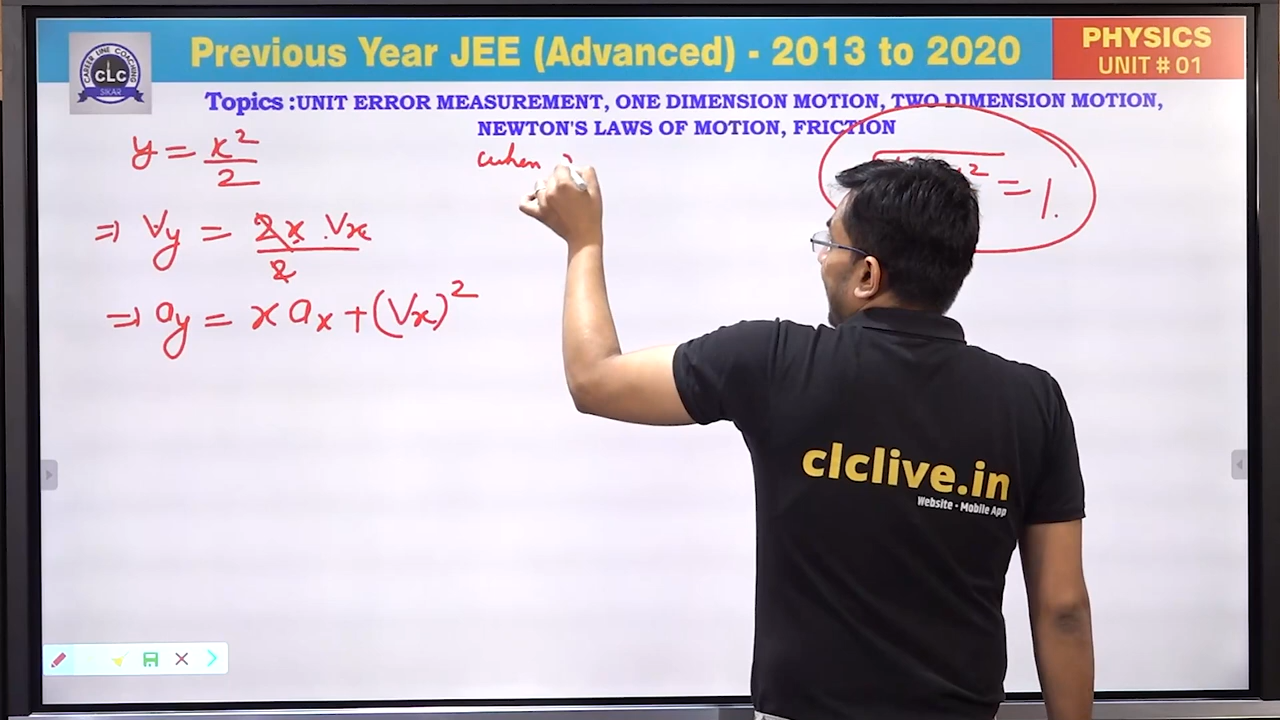 Previous Year JEE (Advanced) - 2013 to 2020
PHYSICS
UNIT # 01
CAREER LINE COACHING
CLC
SIKAR
Topics :UNIT ERROR MEASUREMENT, ONE DIMENSION MOTION, TWO DIMENSION MOTION,
NEWTON'S LAWS OF MOTION, FRICTION
y = x²/2
⇒ Vy = 2x.Vx/2
⇒ ay = x ax + (Vx)²
when
² = 1.
clclive.in
Website • Mobile App